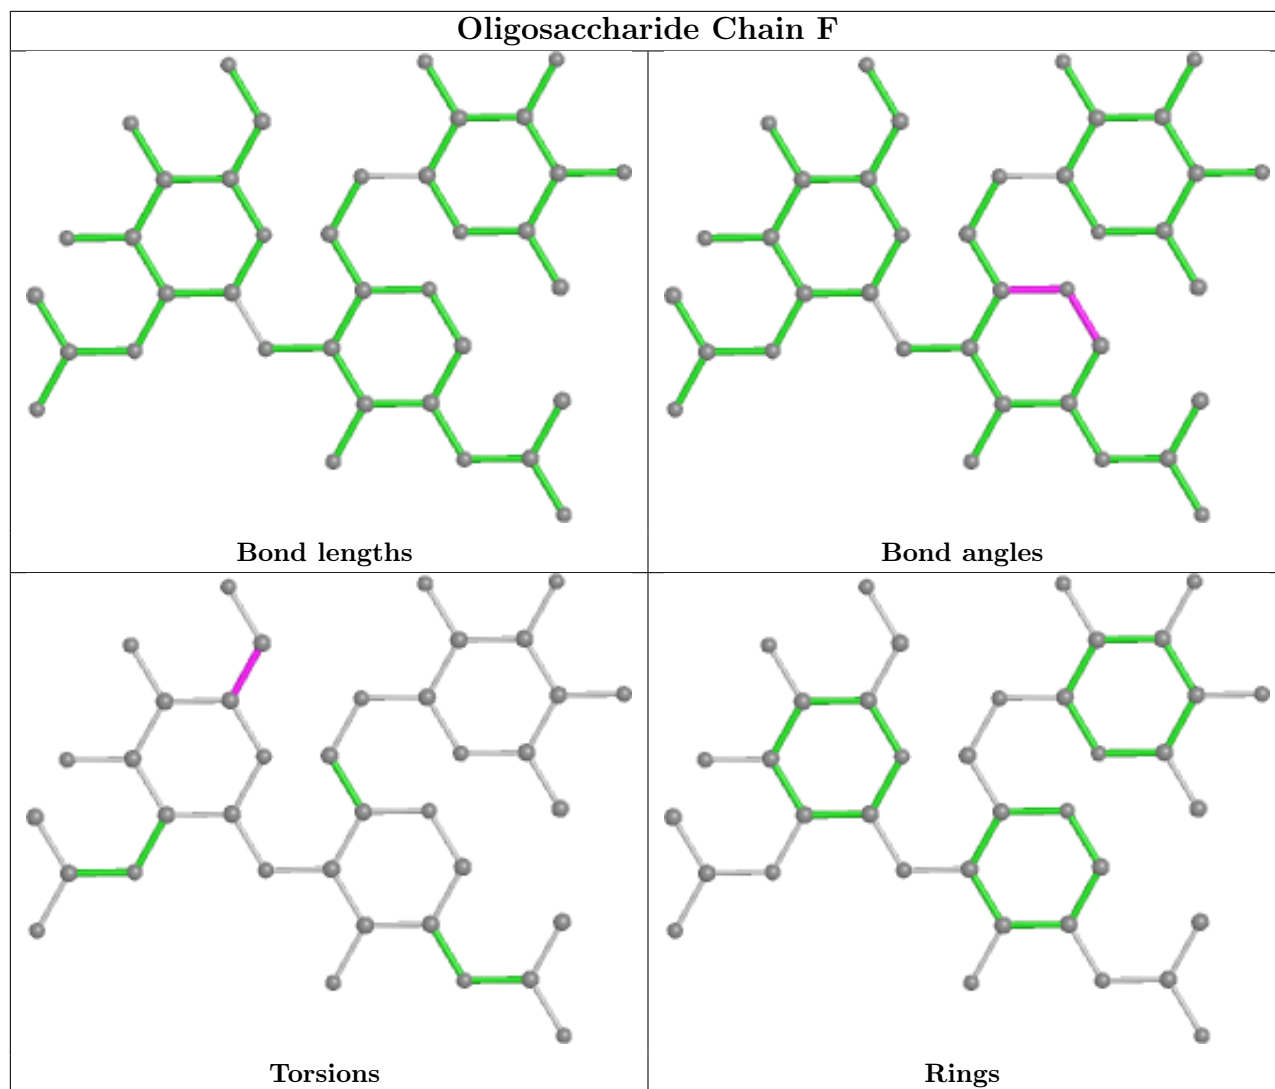 Oligosaccharide Chain F
Bond lengths
Bond angles
Torsions
Rings